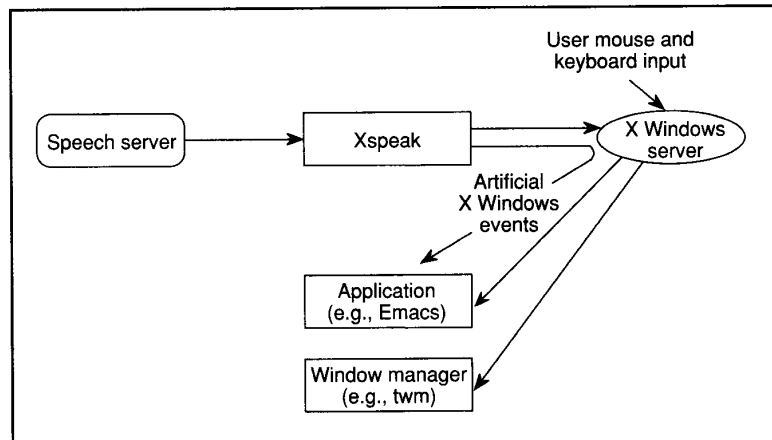 User mouse and
keyboard input
Speech server
Xspeak
X Windows
server
Artificial
X Windows
events
Application
(e.g., Emacs)
Window manager
(e.g., twm)